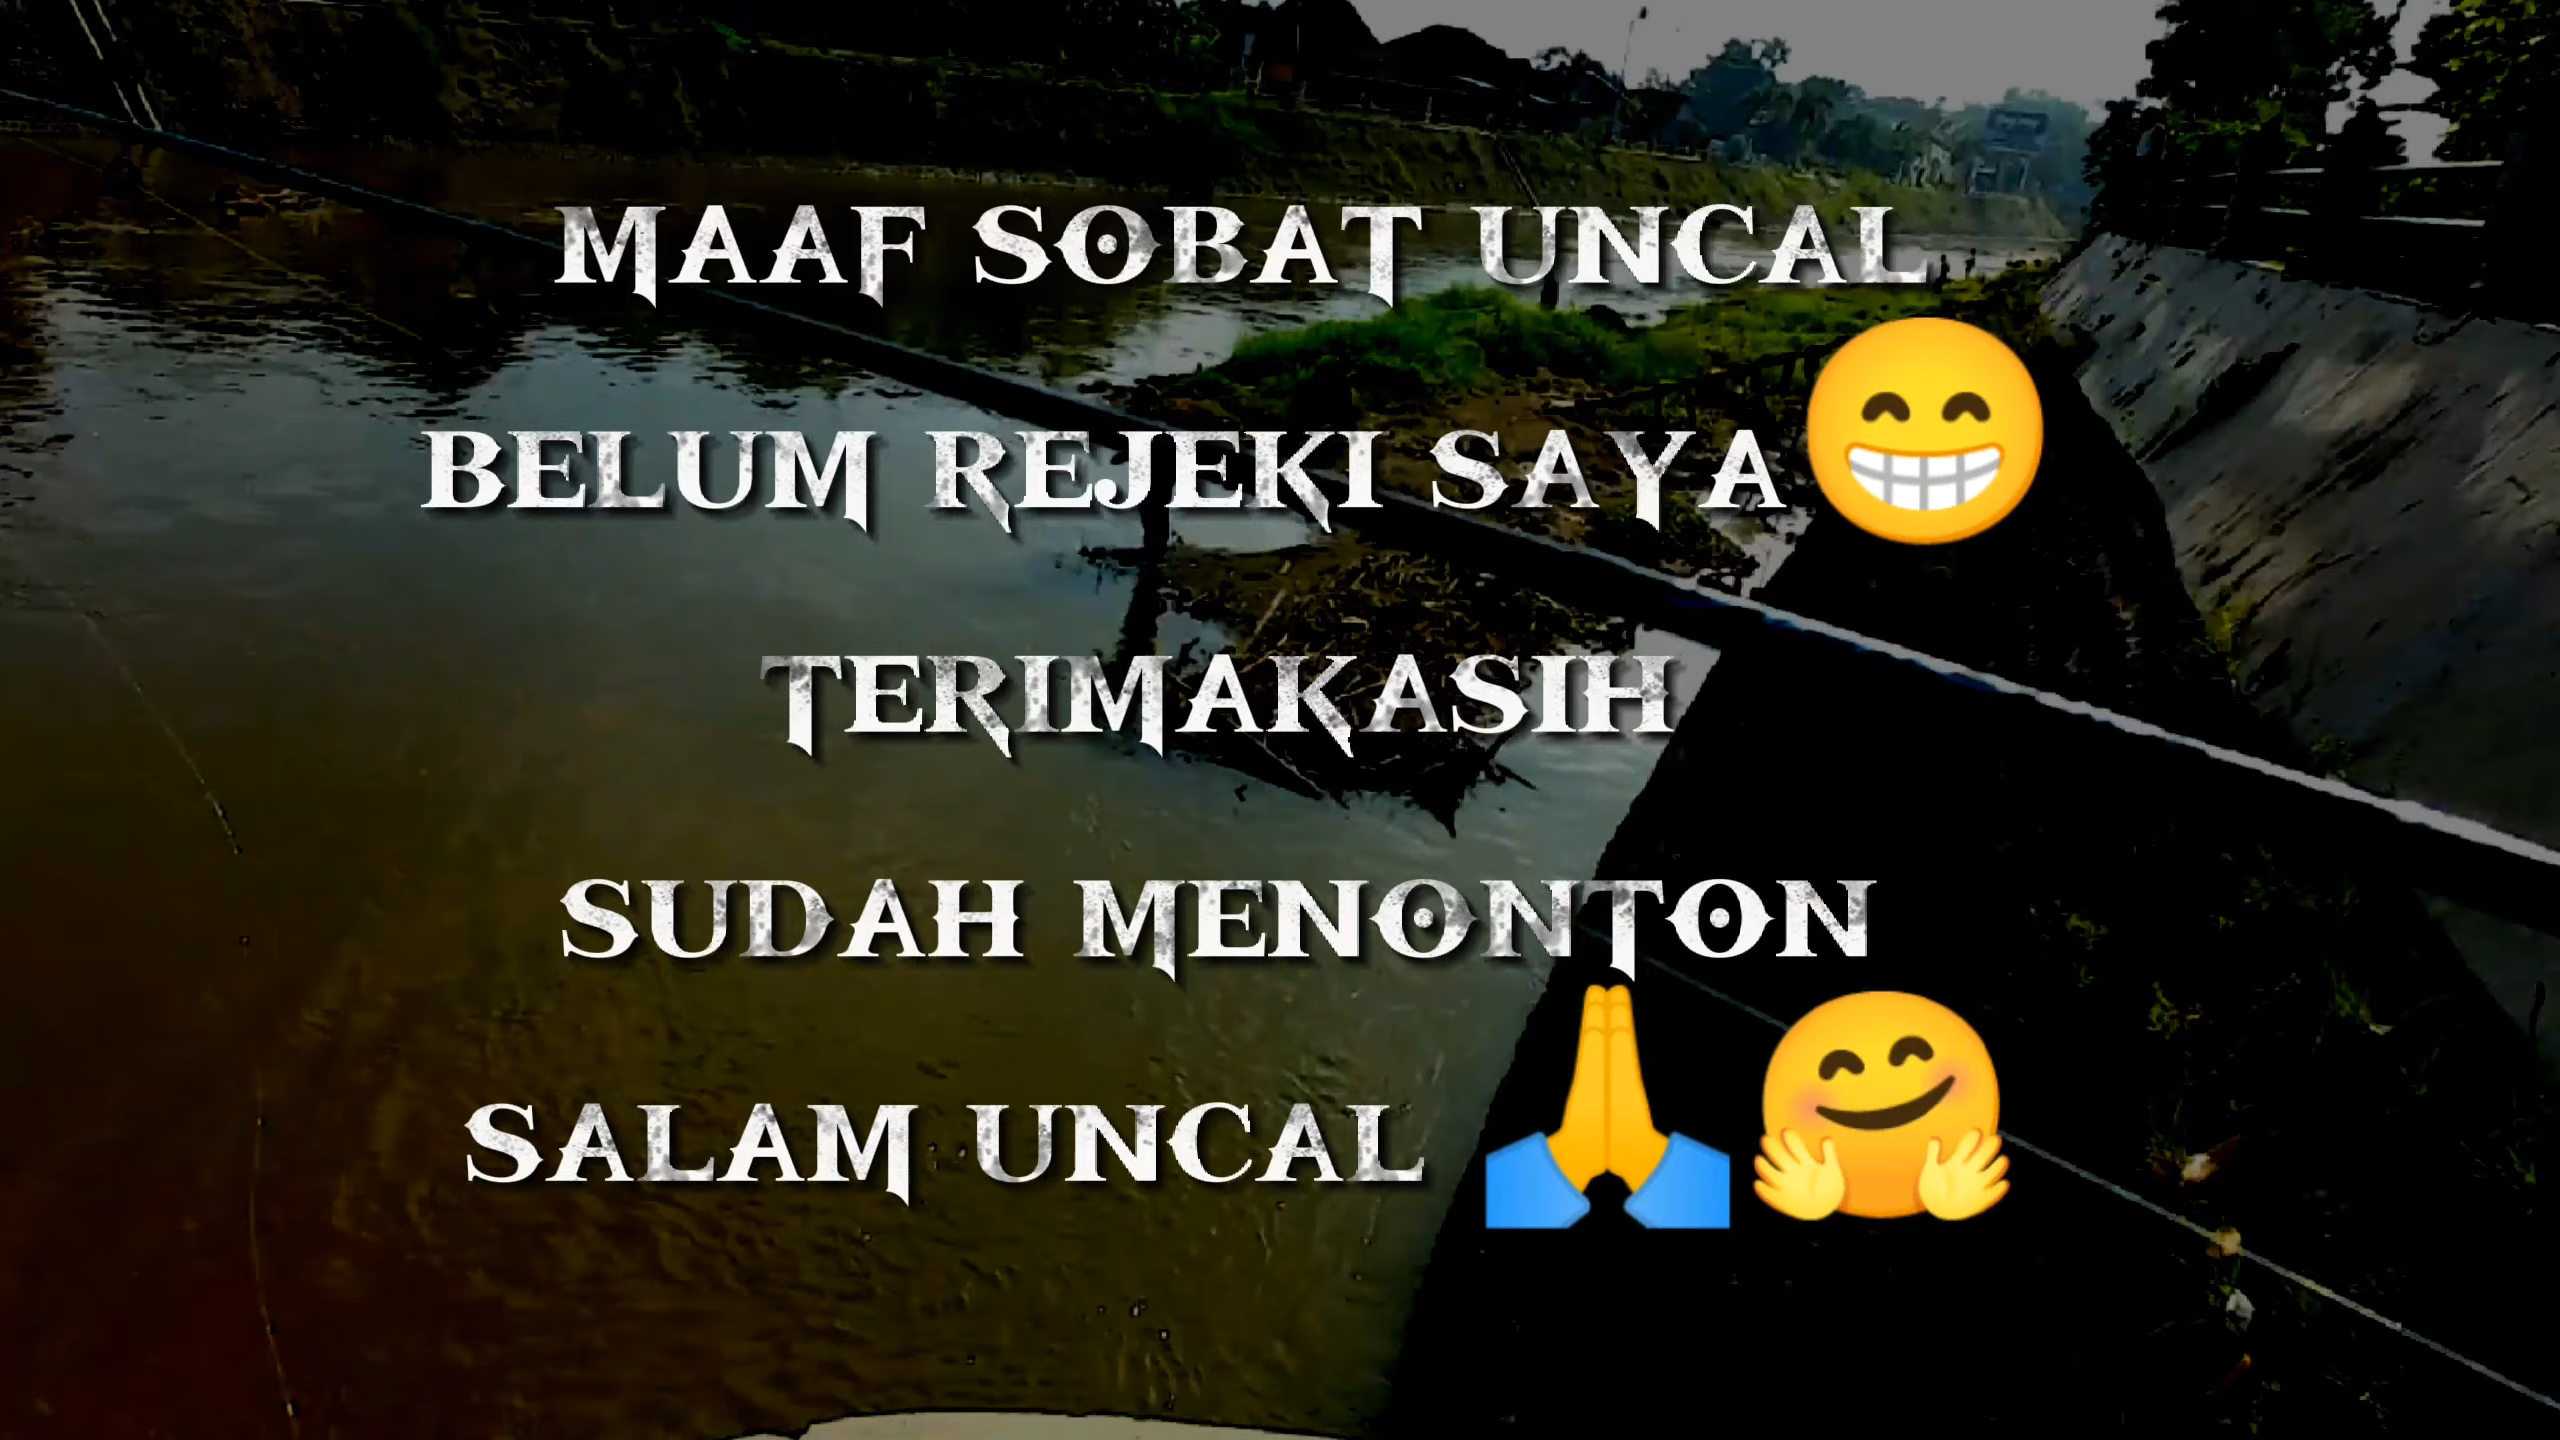 MAAF SOBAT UNCAL
BELUM REJEKI SAYA😁
TERIMAKASIH
SUDAH MENONTON
SALAM UNCAL 🙏🤗